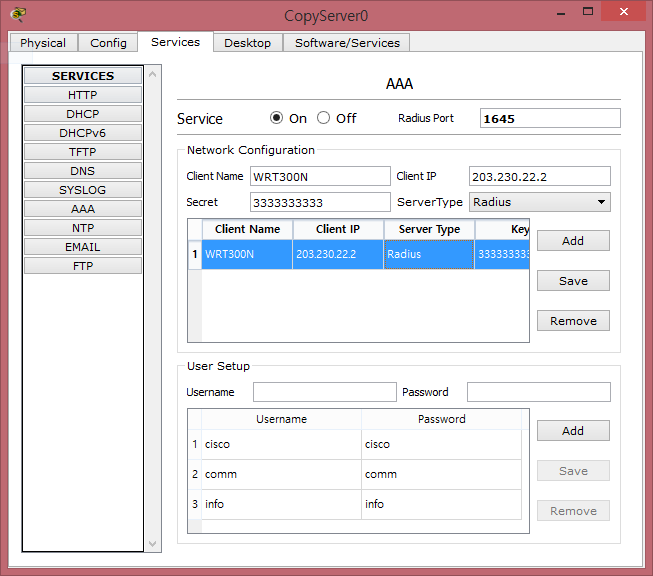 CopyServer0
Physical Config Services Desktop Software/Services
SERVICES
HTTP
DHCP
DHCPv6
TFTP
DNS
SYSLOG
AAA
NTP
EMAIL
FTP
AAA
Service On Off Radius Port 1645
Network Configuration
Client Name WRT300N Client IP 203.230.22.2
Secret 3333333333 ServerType Radius
Client Name Client IP Server Type Key
1 WRT300N 203.230.22.2 Radius 333333333
Add
Save
Remove
User Setup
Username Password
Username Password
1 cisco cisco
2 comm comm
3 info info
Add
Save
Remove